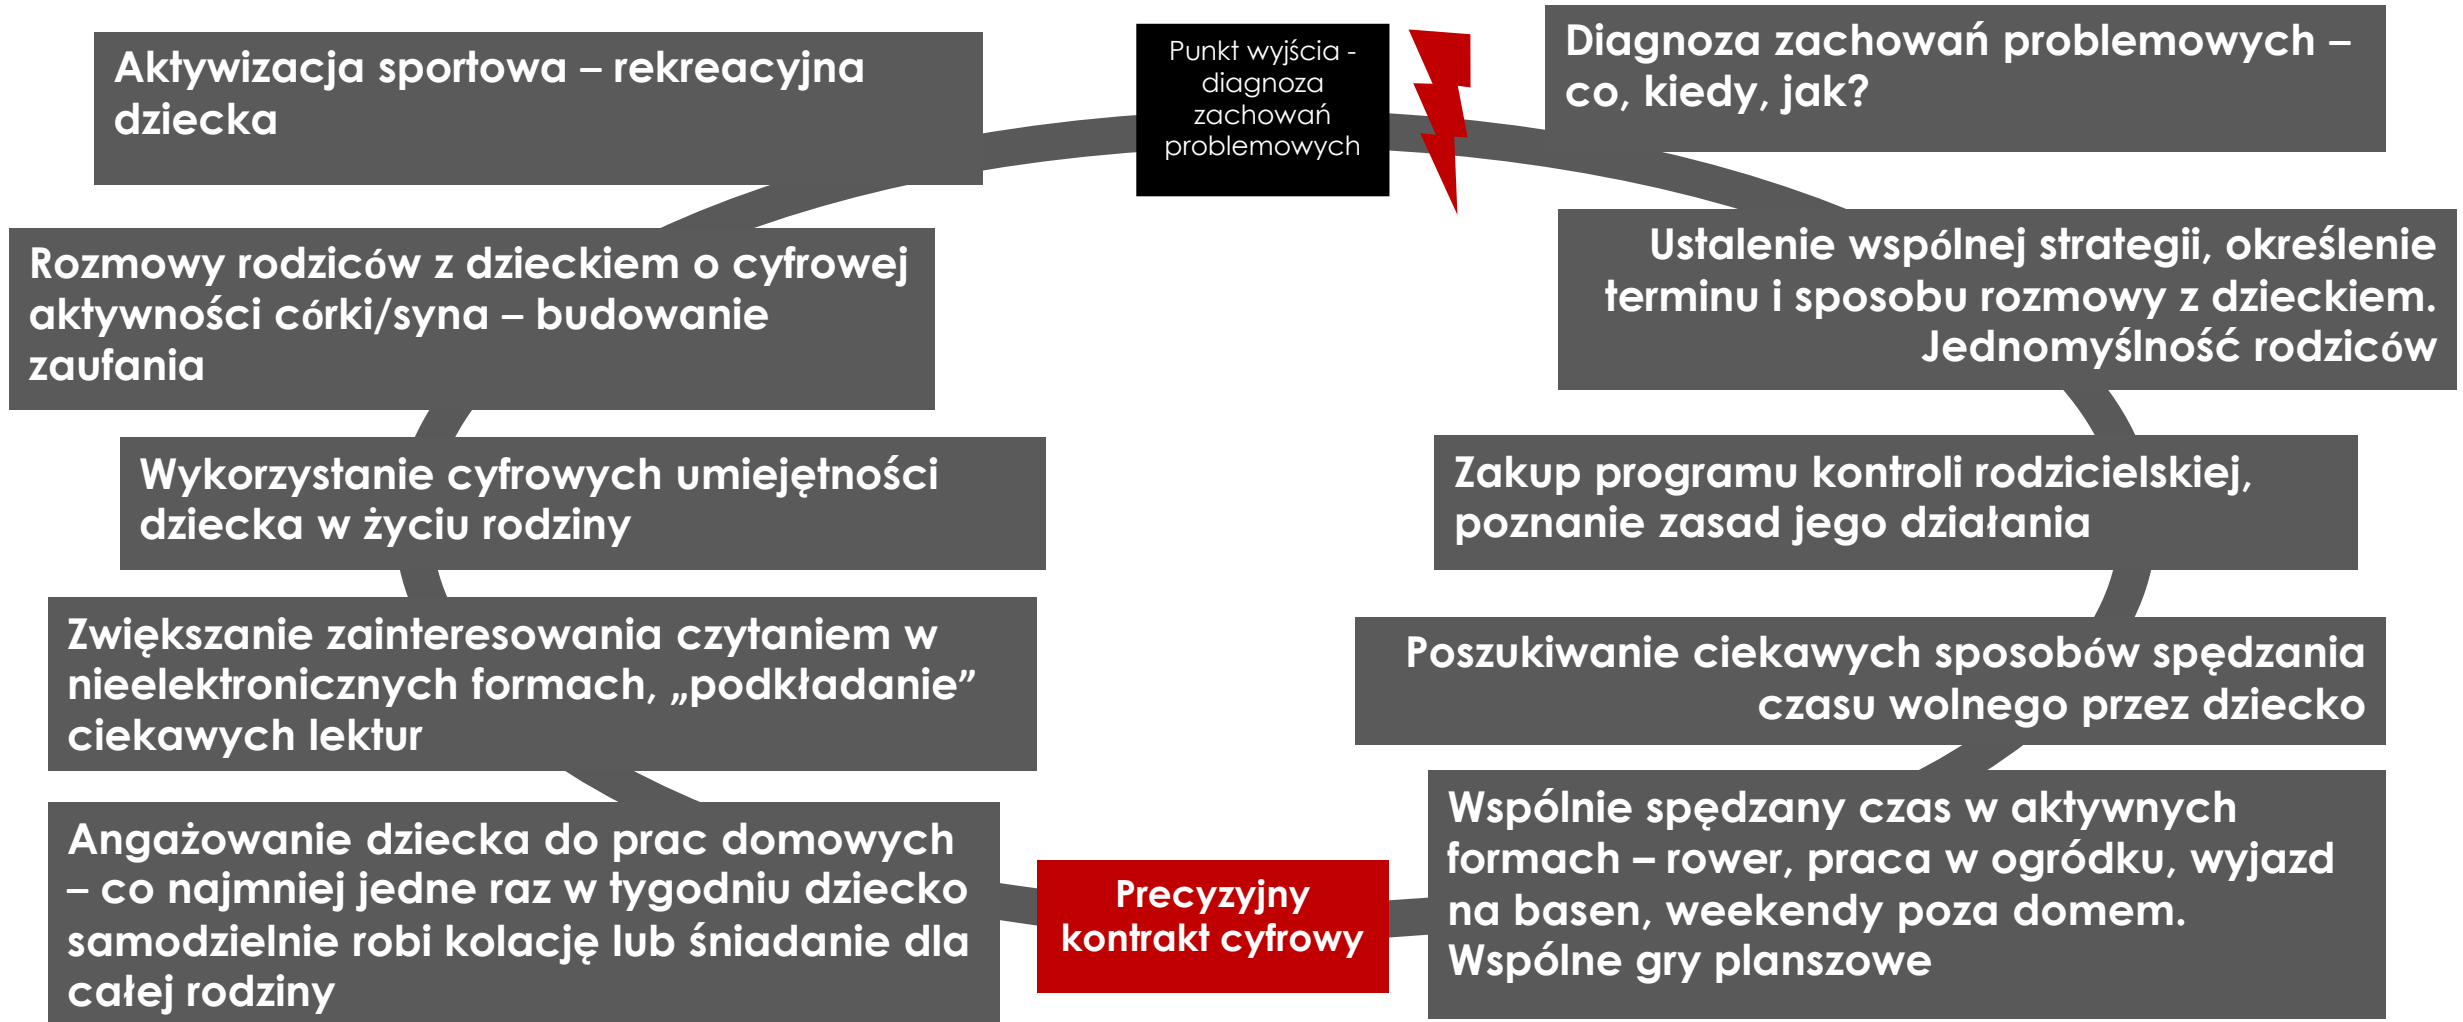 Punkt wyjścia -
diagnoza
zachowań
problemowych
Diagnoza zachowań problemowych –
co, kiedy, jak?
Ustalenie wspólnej strategii, określenie
terminu i sposobu rozmowy z dzieckiem.
Jednomyślność rodziców
Zakup programu kontroli rodzicielskiej,
poznanie zasad jego działania
Poszukiwanie ciekawych sposobów spędzania
czasu wolnego przez dziecko
Wspólnie spędzany czas w aktywnych
formach – rower, praca w ogródku, wyjazd
na basen, weekendy poza domem.
Wspólne gry planszowe
Precyzyjny
kontrakt cyfrowy
Angażowanie dziecka do prac domowych
– co najmniej jedne raz w tygodniu dziecko
samodzielnie robi kolację lub śniadanie dla
całej rodziny
Zwiększanie zainteresowania czytaniem w
nieelektronicznych formach, „podkładanie”
ciekawych lektur
Wykorzystanie cyfrowych umiejętności
dziecka w życiu rodziny
Rozmowy rodziców z dzieckiem o cyfrowej
aktywności córki/syna – budowanie
zaufania
Aktywizacja sportowa – rekreacyjna
dziecka